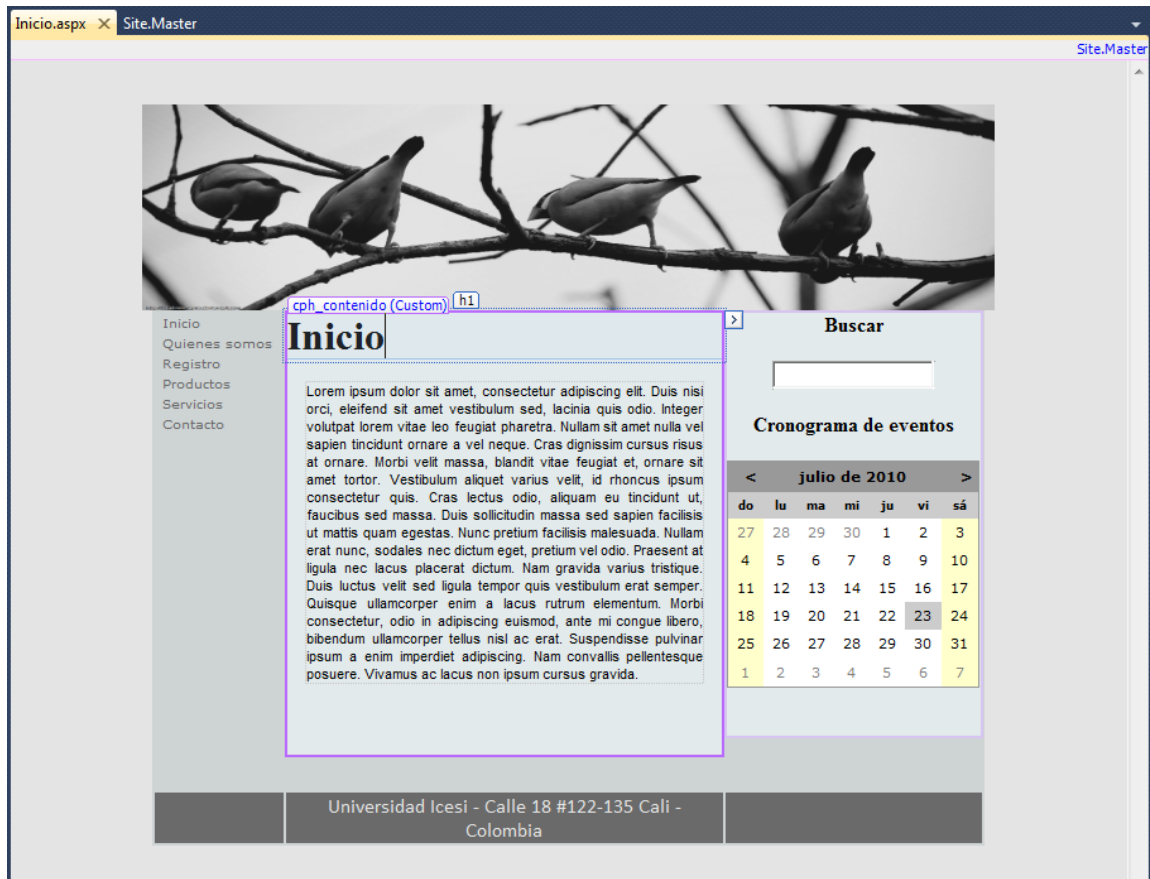 Inicio.aspx × Site.Master
Site.Master
cph_contenido (Custom) h1
Inicio
Quienes somos
Registro
Productos
Servicios
Contacto
Inicio
Lorem ipsum dolor sit amet, consectetur adipiscing elit. Duis nisi
orci, eleifend sit amet vestibulum sed, lacinia quis odio. Integer
volutpat lorem vitae leo feugiat pharetra. Nullam sit amet nulla vel
sapien tincidunt ornare a vel neque. Cras dignissim cursus risus
at ornare. Morbi velit massa, blandit vitae feugiat et, ornare sit
amet tortor. Vestibulum aliquet varius velit, id rhoncus ipsum
consectetur quis. Cras lectus odio, aliquam eu tincidunt ut,
faucibus sed massa. Duis sollicitudin massa sed sapien facilisis
ut mattis quam egestas. Nunc pretium facilisis malesuada. Nullam
erat nunc, sodales nec dictum eget, pretium vel odio. Praesent at
ligula nec lacus placerat dictum. Nam gravida varius tristique.
Duis luctus velit sed ligula tempor quis vestibulum erat semper.
Quisque ullamcorper enim a lacus rutrum elementum. Morbi
consectetur, odio in adipiscing euismod, ante mi congue libero,
bibendum ullamcorper tellus nisl ac erat. Suspendisse pulvinar
ipsum a enim imperdiet adipiscing. Nam convallis pellentesque
posuere. Vivamus ac lacus non ipsum cursus gravida.
>
Buscar
Cronograma de eventos
< julio de 2010 >
do lu ma mi ju vi sá
27 28 29 30 1 2 3
4 5 6 7 8 9 10
11 12 13 14 15 16 17
18 19 20 21 22 23 24
25 26 27 28 29 30 31
1 2 3 4 5 6 7
Universidad Icesi - Calle 18 #122-135 Cali -
Colombia